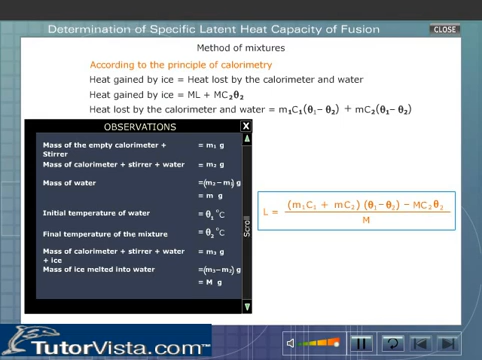 Determination of Specific Latent Heat Capacity of Fusion
CLOSE
Method of mixtures
According to the principle of calorimetry
Heat gained by ice = Heat lost by the calorimeter and water
Heat gained by ice = ML + MC₂θ₂
Heat lost by the calorimeter and water = m₁C₁(θ₁−θ₂) + mC₂(θ₁−θ₂)
OBSERVATIONS X
Mass of the empty calorimeter + = m₁ g
Stirrer
Mass of calorimeter + stirrer + water = m₂ g
Mass of water =(m₂−m₁) g
= m g
Initial temperature of water = θ₁ °C
Final temperature of the mixture = θ₂ °C
Mass of calorimeter + stirrer + water = m₃ g
+ ice
Mass of ice melted into water =(m₃−m₂) g
= M g
Scroll
L = (m₁C₁ + mC₂) (θ₁−θ₂) − MC₂θ₂
M
TutorVista.com™